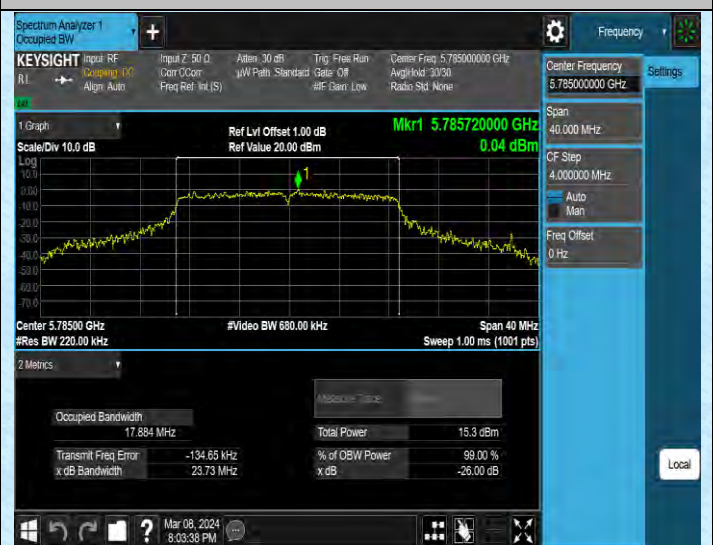 Spectrum Analyzer 1
Occupied BW
+
Frequency
KEYSIGHT
Input: RF
Coupling: DC
Align: Auto
Input Z: 50 Ω
Corr CCorr
Freq Ref: Int (S)
Atten: 30 dB
µW Path: Standard
Trig: Free Run
Gate: Off
#IF Gain: Low
Center Freq: 5.785000000 GHz
Avg|Hold: 30/30
Radio Std: None
Center Frequency
5.785000000 GHz
Settings
Span
40.000 MHz
CF Step
4.000000 MHz
Auto
Man
Freq Offset
0 Hz
1 Graph
Scale/Div 10.0 dB
Ref Lvl Offset 1.00 dB
Ref Value 20.00 dBm
Mkr1 5.785720000 GHz
0.04 dBm
Log
10.0
0.00
-10.0
-20.0
-30.0
-40.0
-50.0
-60.0
-70.0
1
Center 5.78500 GHz
#Res BW 220.00 kHz
#Video BW 680.00 kHz
Span 40 MHz
Sweep 1.00 ms (1001 pts)
2 Metrics
Measure Trace
Occupied Bandwidth
17.884 MHz
Total Power
15.3 dBm
Transmit Freq Error
-134.65 kHz
% of OBW Power
99.00 %
x dB Bandwidth
23.73 MHz
x dB
-26.00 dB
Local
?
Mar 08, 2024
8:03:38 PM